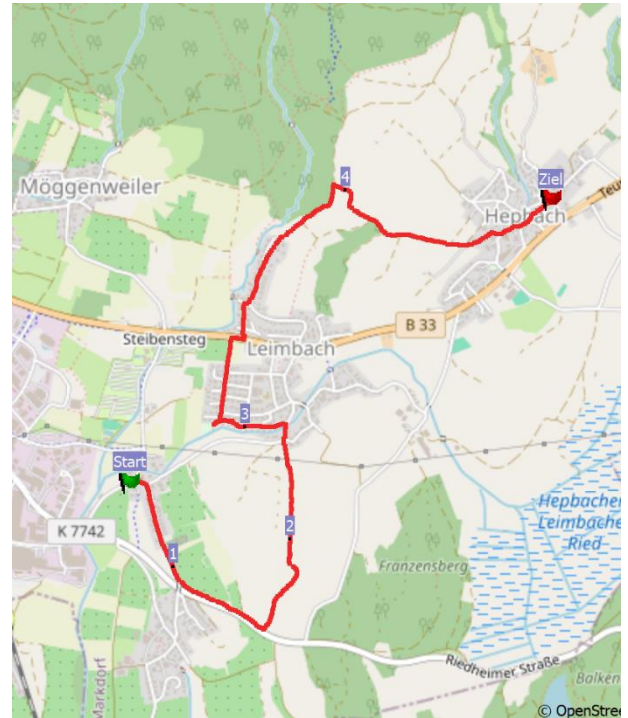 4
Ziel
Möggenweiler
Hepbach
Teu
B 33
Steibensteg
Leimbach
3
Start
Hepbacher
Leimbacher
Ried
K 7742
2
1
Franzensberg
Riedheimer Straße
Markdorf
Balken
© OpenStree